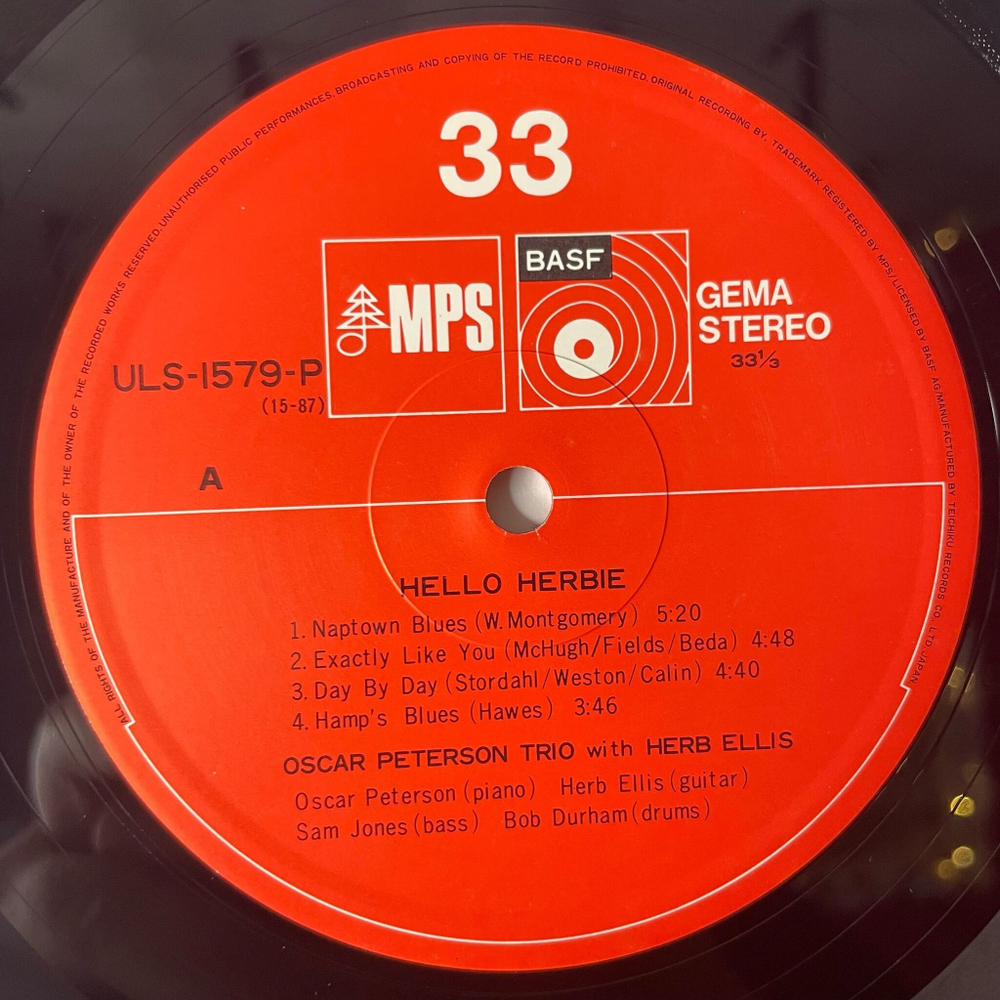 ALL RIGHTS OF THE MANUFACTURE AND OF THE OWNER OF THE RECORDED WORKS RESERVED. UNAUTHORISED PUBLIC PERFORMANCES, BROADCASTING AND COPYING OF THE RECORD PROHIBITED. ORIGINAL RECORDING BY. TRADEMARK REGISTERED BY MPS/LICENSED BY BASF AG/MANUFACTURED BY TEICHIKU RECORDS CO. LTD. JAPAN
33
MPS
BASF
GEMA
STEREO
33⅓
ULS-1579-P
(15-87)
A
HELLO HERBIE
1. Naptown Blues (W. Montgomery) 5:20
2. Exactly Like You (McHugh/Fields/Beda) 4:48
3. Day By Day (Stordahl/Weston/Calin) 4:40
4. Hamp's Blues (Hawes) 3:46
OSCAR PETERSON TRIO with HERB ELLIS
Oscar Peterson (piano) Herb Ellis (guitar)
Sam Jones (bass) Bob Durham (drums)